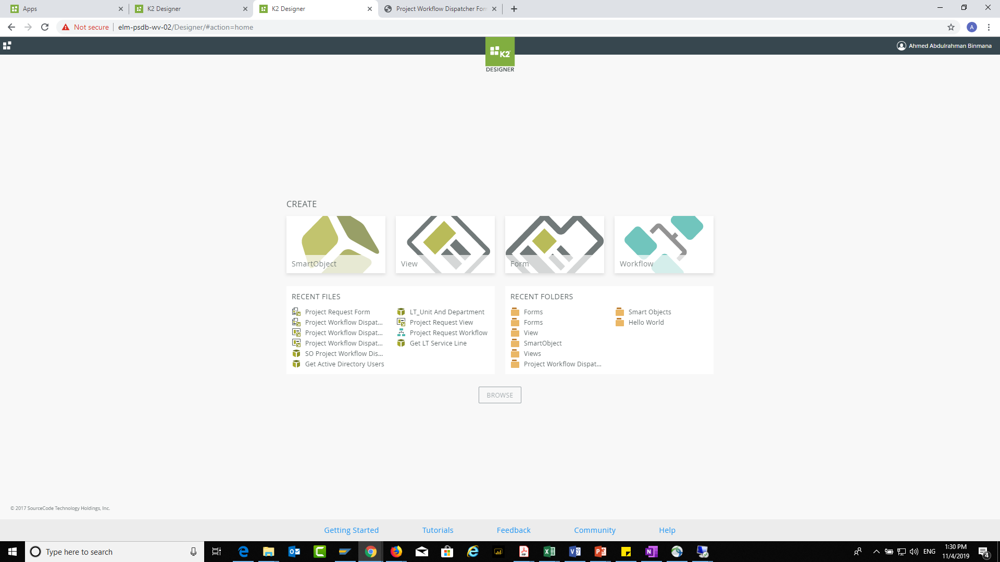 Apps
K2 Designer
K2 Designer
Project Workflow Dispatcher For
Not secure
elm-psdb-wv-02/Designer/#action=home
A
K2
DESIGNER
Ahmed Abdulrahman Binmana
CREATE
SmartObject
View
Form
Workflow
RECENT FILES
Project Request Form
Project Workflow Dispat...
Project Workflow Dispat...
Project Workflow Dispat...
SO Project Workflow Dis...
Get Active Directory Users
LT_Unit And Department
Project Request View
Project Request Workflow
Get LT Service Line
RECENT FOLDERS
Forms
Forms
View
SmartObject
Views
Project Workflow Dispat...
Smart Objects
Hello World
BROWSE
© 2017 SourceCode Technology Holdings, Inc.
Getting Started
Tutorials
Feedback
Community
Help
Type here to search
ENG
1:30 PM
11/4/2019
4